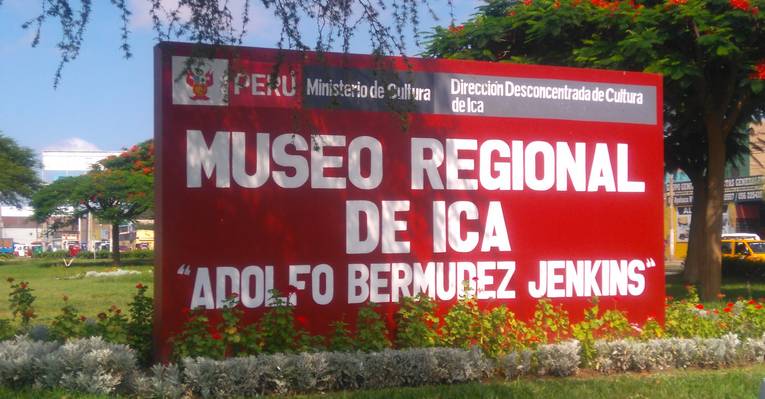 PERÚ Ministerio de Cultura Dirección Desconcentrada de Cultura
de Ica
MUSEO REGIONAL
DE ICA
"ADOLFO BERMUDEZ JENKINS"